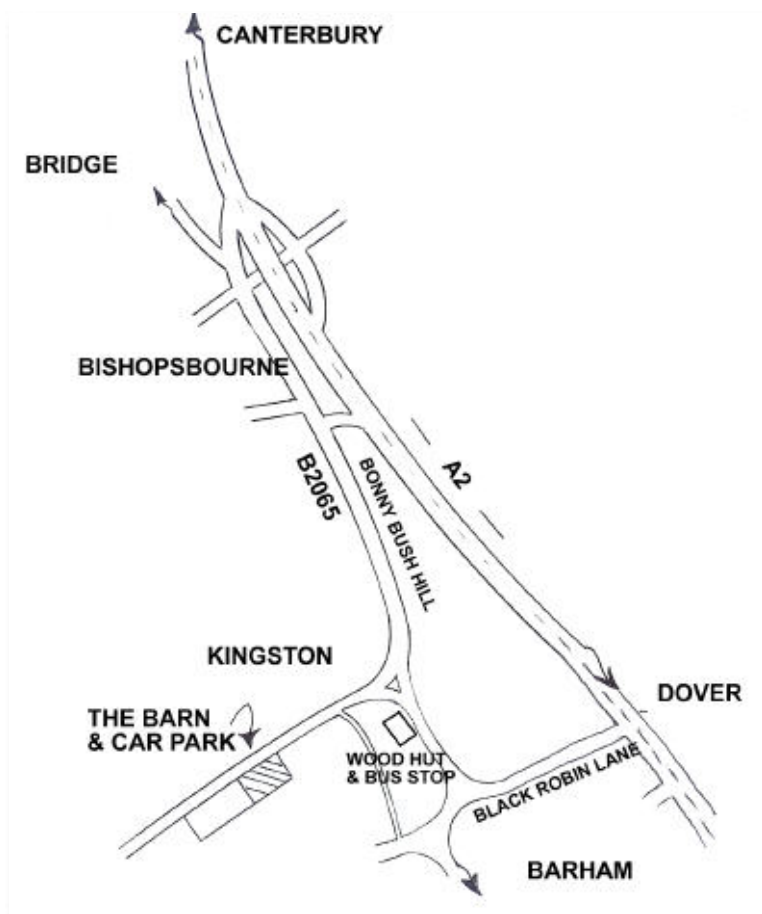 CANTERBURY
BRIDGE
BISHOPSBOURNE
A2
B2065
BONNY BUSH HILL
KINGSTON
DOVER
THE BARN
& CAR PARK
WOOD HUT
& BUS STOP
BLACK ROBIN LANE
BARHAM